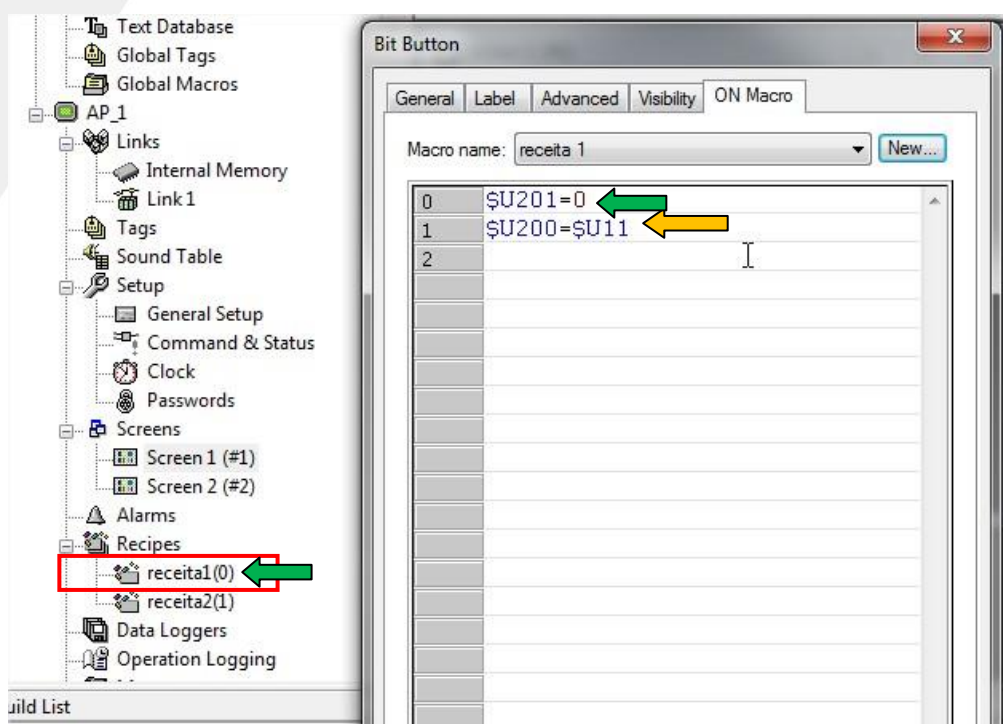 Text Database
Global Tags
Global Macros
AP_1
Links
Internal Memory
Link 1
Tags
Sound Table
Setup
General Setup
Command & Status
Clock
Passwords
Screens
Screen 1 (#1)
Screen 2 (#2)
Alarms
Recipes
receita1(0)
receita2(1)
Data Loggers
Operation Logging
uild List
Bit Button
General Label Advanced Visibility ON Macro
Macro name: receita 1 New...
0 $U201=0
1 $U200=$U11
2